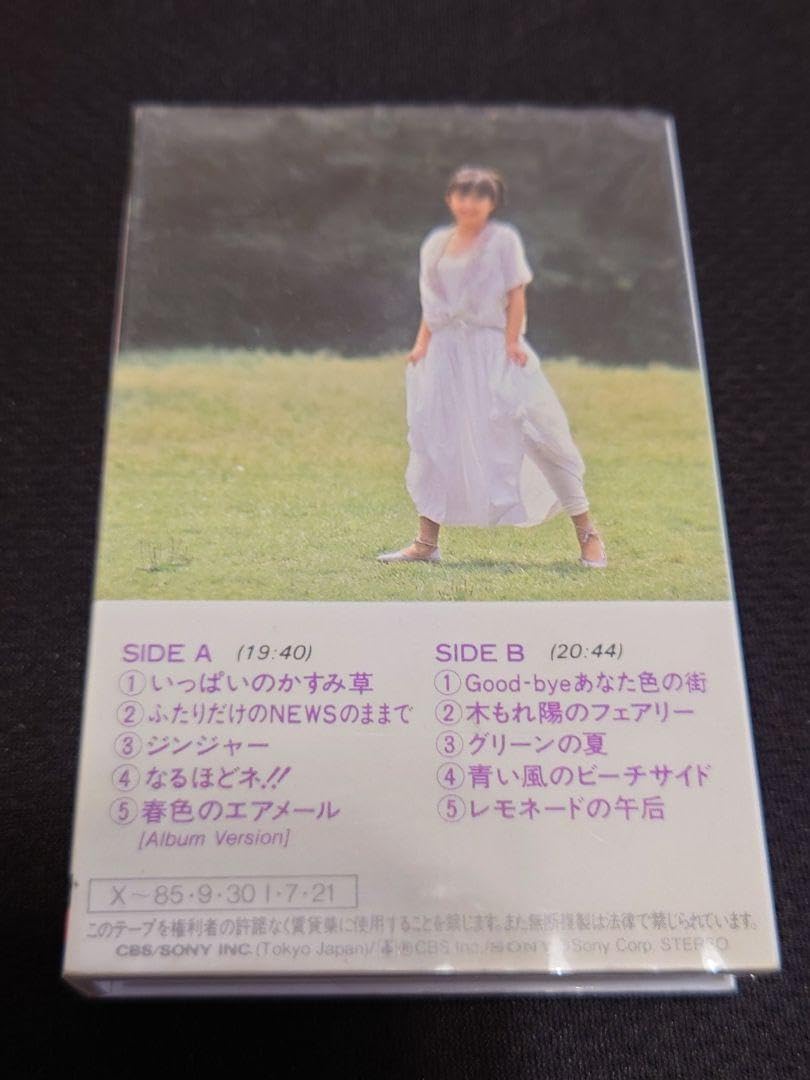 SIDE A (19:40)
①いっぱいのかすみ草
②ふたりだけのNEWSのままで
③ジンジャー
④なるほどネ!!
⑤春色のエアメール
[Album Version]
SIDE B (20:44)
①Good-byeあなた色の街
②木もれ陽のフェアリー
③グリーンの夏
④青い風のビーチサイド
⑤レモネードの午后
X〜85・9・30 I・7・21
このテープを権利者の許諾なく賃貸業に使用することを禁じます。また無断複製は法律で禁じられています。
CBS/SONY INC. (Tokyo Japan)/ CBS Inc./SONY Sony Corp. STEREO